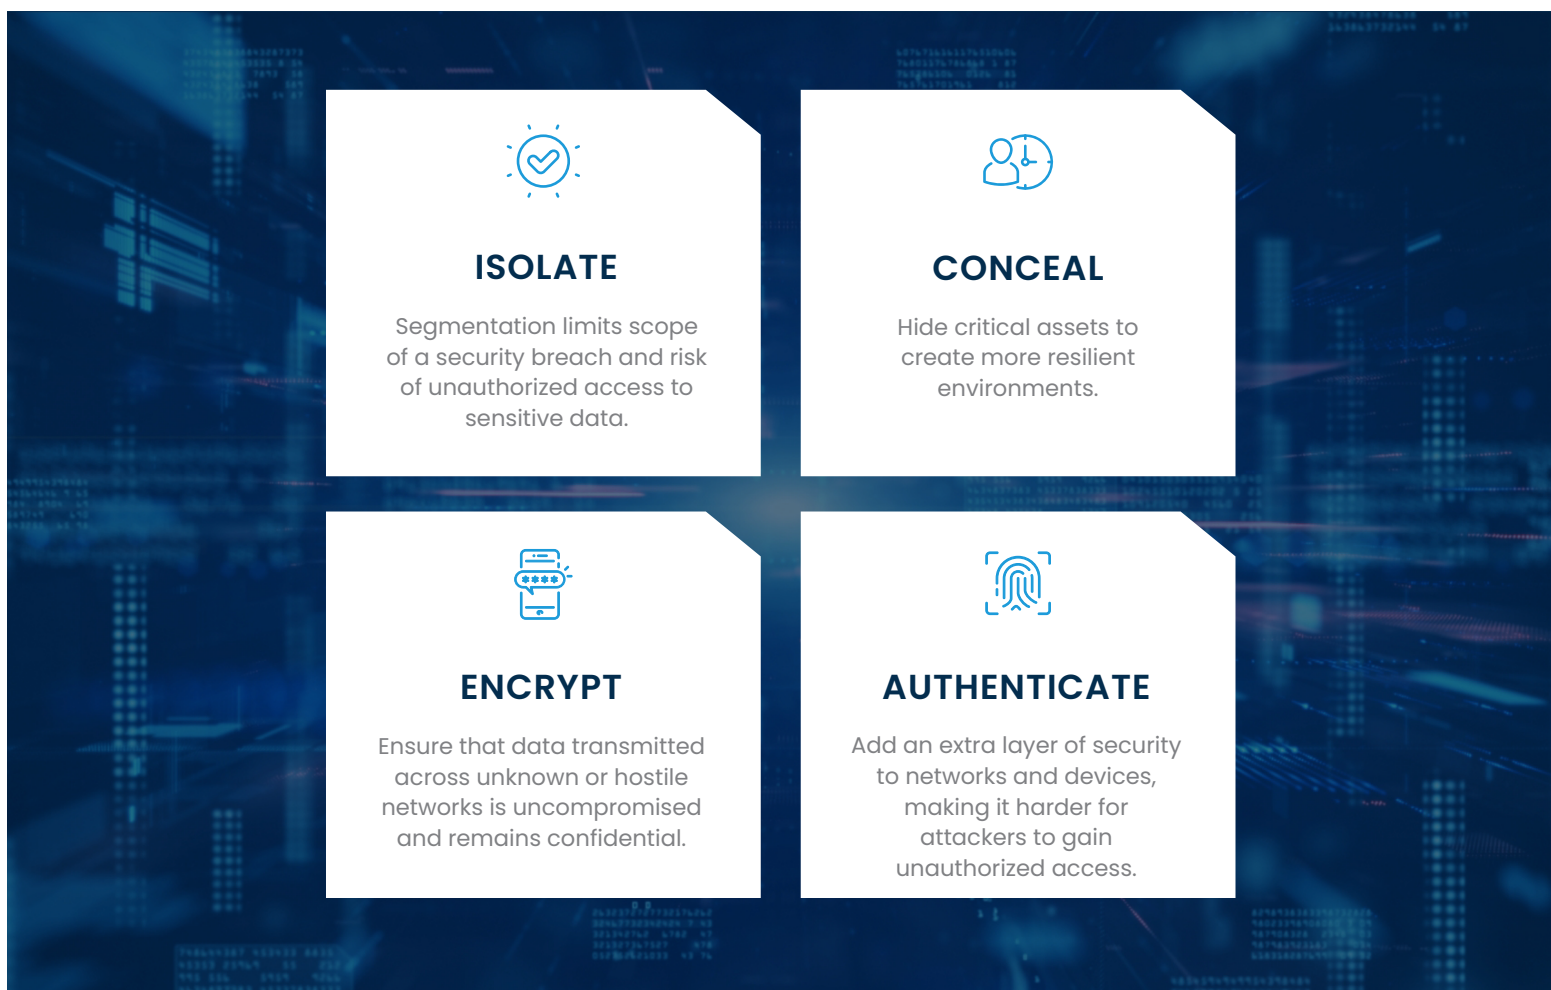 ISOLATE
Segmentation limits scope
of a security breach and risk
of unauthorized access to
sensitive data.
CONCEAL
Hide critical assets to
create more resilient
environments.
ENCRYPT
Ensure that data transmitted
across unknown or hostile
networks is uncompromised
and remains confidential.
AUTHENTICATE
Add an extra layer of security
to networks and devices,
making it harder for
attackers to gain
unauthorized access.